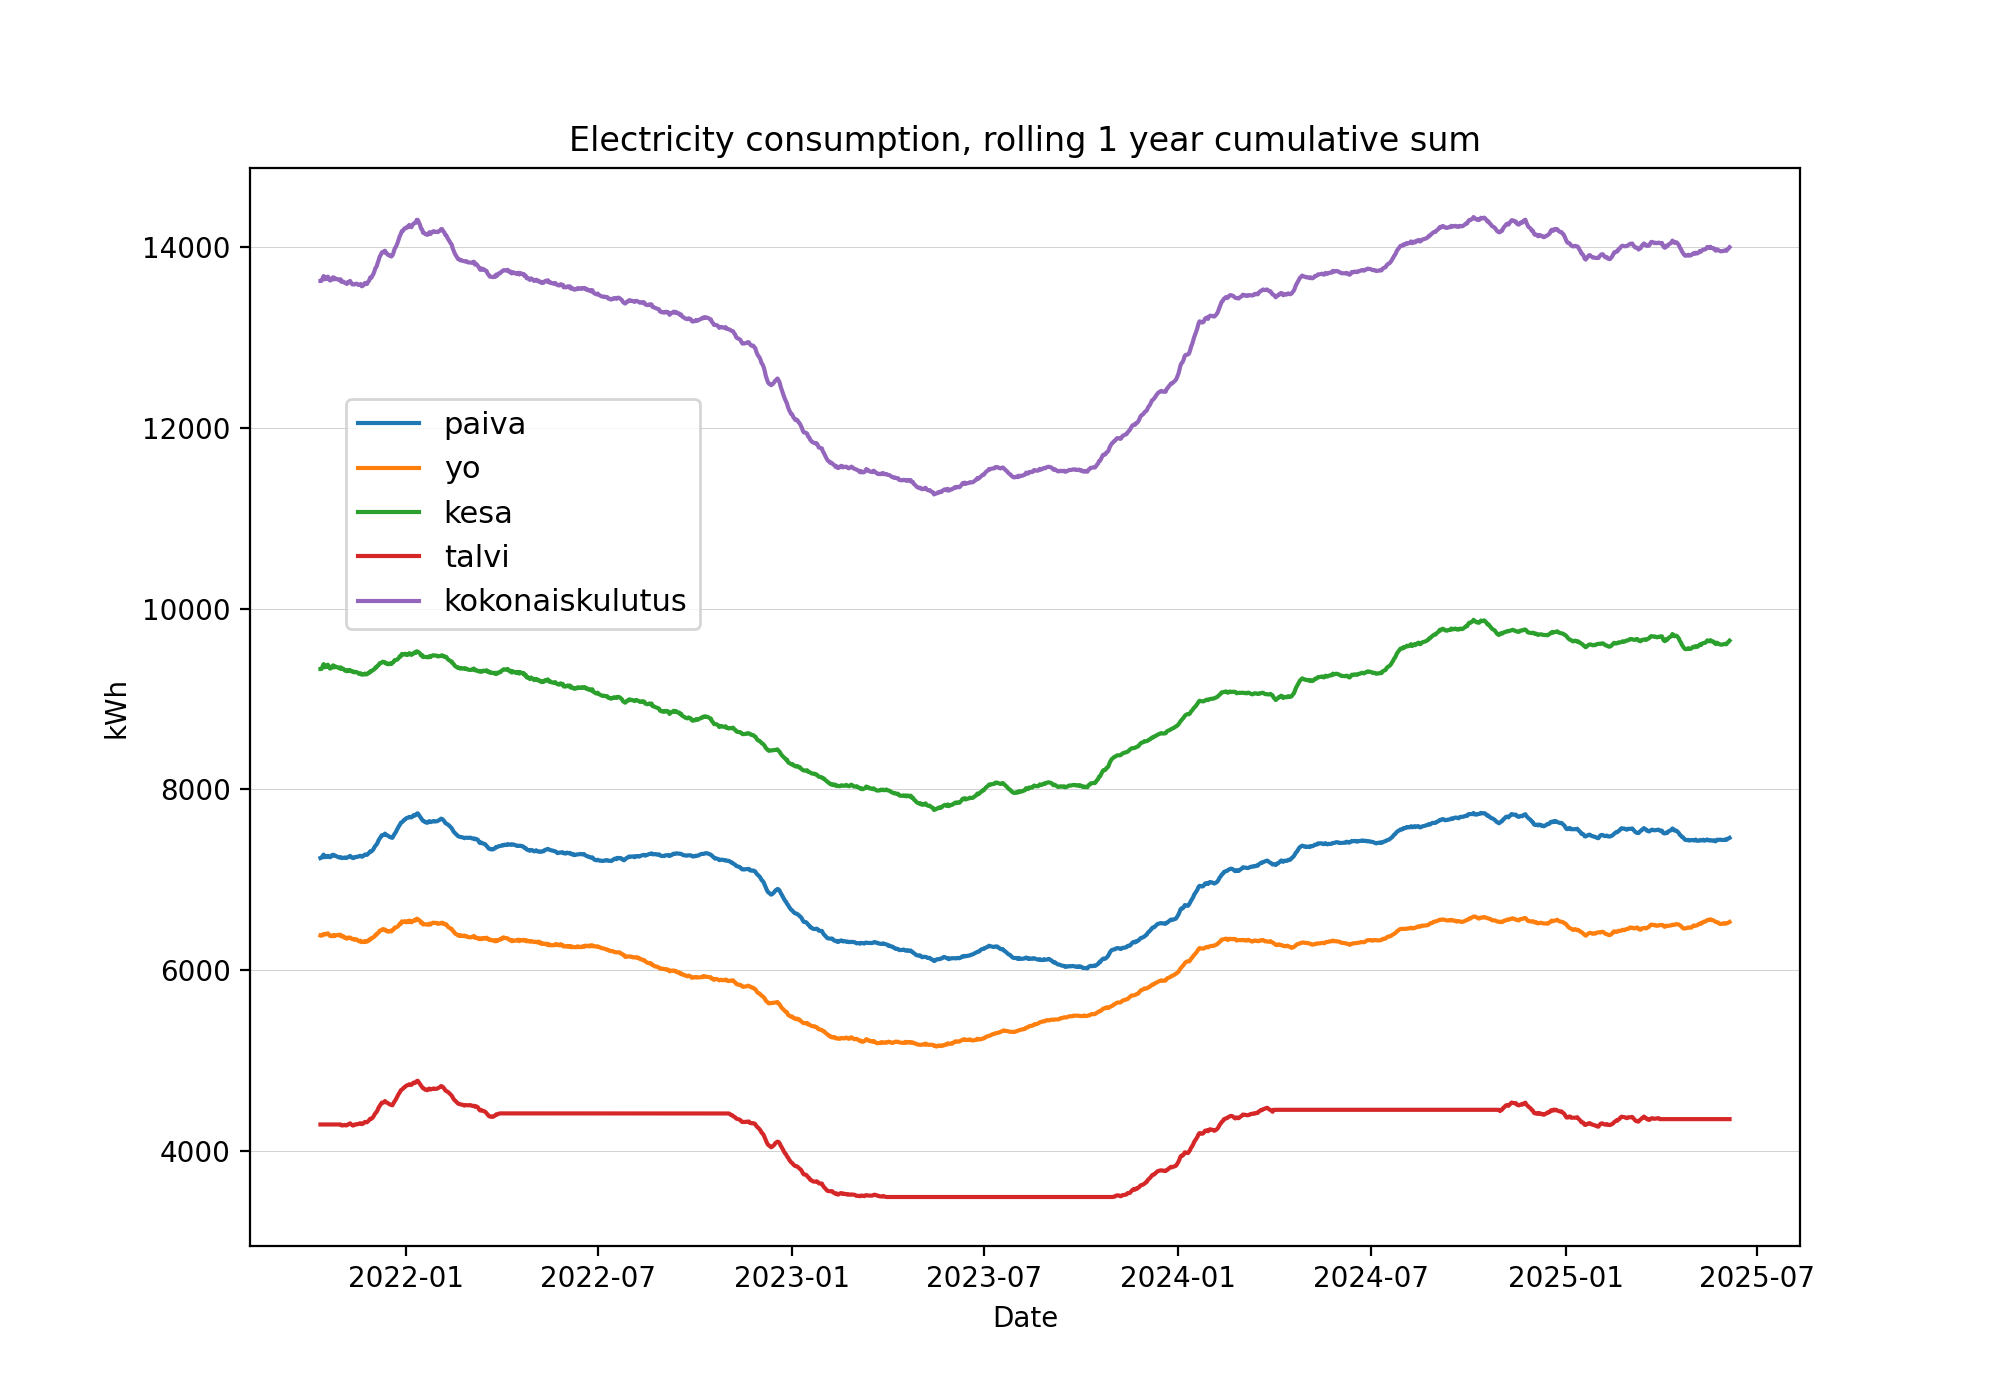 Electricity consumption, rolling 1 year cumulative sum
14000
12000
10000
8000
6000
4000
kWh
paiva
yo
kesa
talvi
kokonaiskulutus
2022-01 2022-07 2023-01 2023-07 2024-01 2024-07 2025-01 2025-07
Date